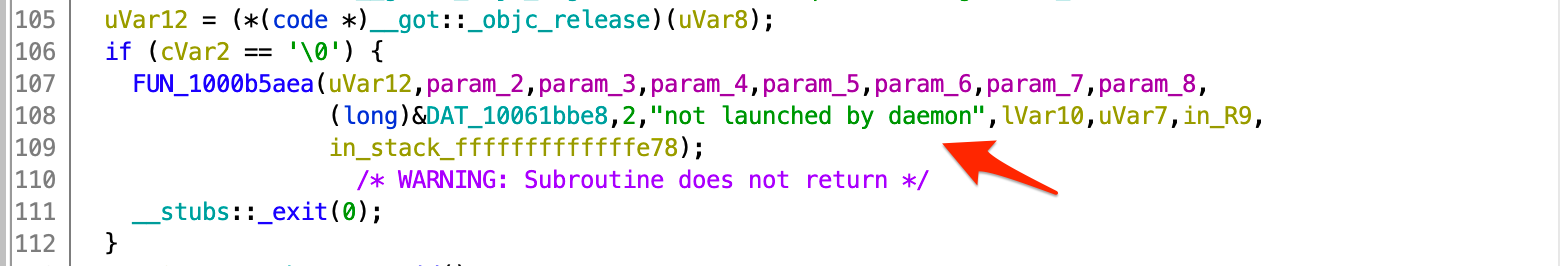 105 uVar12 = (*(code *)__got::_objc_release)(uVar8);
106 if (cVar2 == '\0') {
107 FUN_1000b5aea(uVar12,param_2,param_3,param_4,param_5,param_6,param_7,param_8,
108 (long)&DAT_10061bbe8,2,"not launched by daemon",lVar10,uVar7,in_R9,
109 in_stack_fffffffffffffe78);
110 /* WARNING: Subroutine does not return */
111 __stubs::_exit(0);
112 }